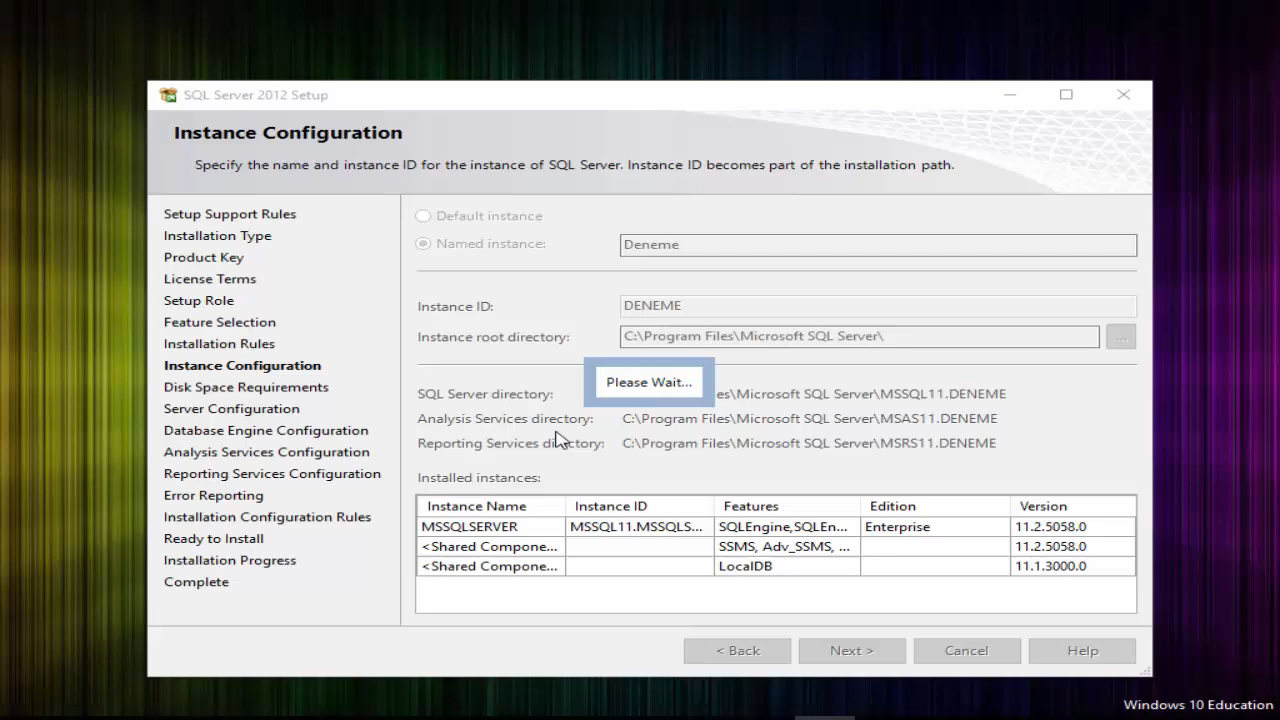 SQL Server 2012 Setup
Instance Configuration
Specify the name and instance ID for the instance of SQL Server. Instance ID becomes part of the installation path.
Setup Support Rules
Installation Type
Product Key
License Terms
Setup Role
Feature Selection
Installation Rules
Instance Configuration
Disk Space Requirements
Server Configuration
Database Engine Configuration
Analysis Services Configuration
Reporting Services Configuration
Error Reporting
Installation Configuration Rules
Ready to Install
Installation Progress
Complete
Default instance
Named instance: Deneme
Instance ID: DENEME
Instance root directory: C:\Program Files\Microsoft SQL Server\ ...
Please Wait...
SQL Server directory: es\Microsoft SQL Server\MSSQL11.DENEME
Analysis Services directory: C:\Program Files\Microsoft SQL Server\MSAS11.DENEME
Reporting Services directory: C:\Program Files\Microsoft SQL Server\MSRS11.DENEME
Installed instances:
Instance Name Instance ID Features Edition Version
MSSQLSERVER MSSQL11.MSSQLS... SQLEngine,SQLEn... Enterprise 11.2.5058.0
<Shared Compone... SSMS, Adv_SSMS, ... 11.2.5058.0
<Shared Compone... LocalDB 11.1.3000.0
< Back Next > Cancel Help
Windows 10 Education